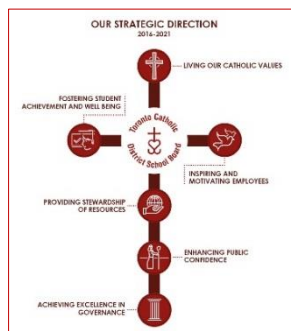 OUR STRATEGIC DIRECTION
2016-2021
LIVING OUR CATHOLIC VALUES
FOSTERING STUDENT
ACHIEVEMENT AND WELL BEING
Toronto Catholic
District School Board
INSPIRING AND
MOTIVATING EMPLOYEES
PROVIDING STEWARDSHIP
OF RESOURCES
ENHANCING PUBLIC
CONFIDENCE
ACHIEVING EXCELLENCE IN
GOVERNANCE